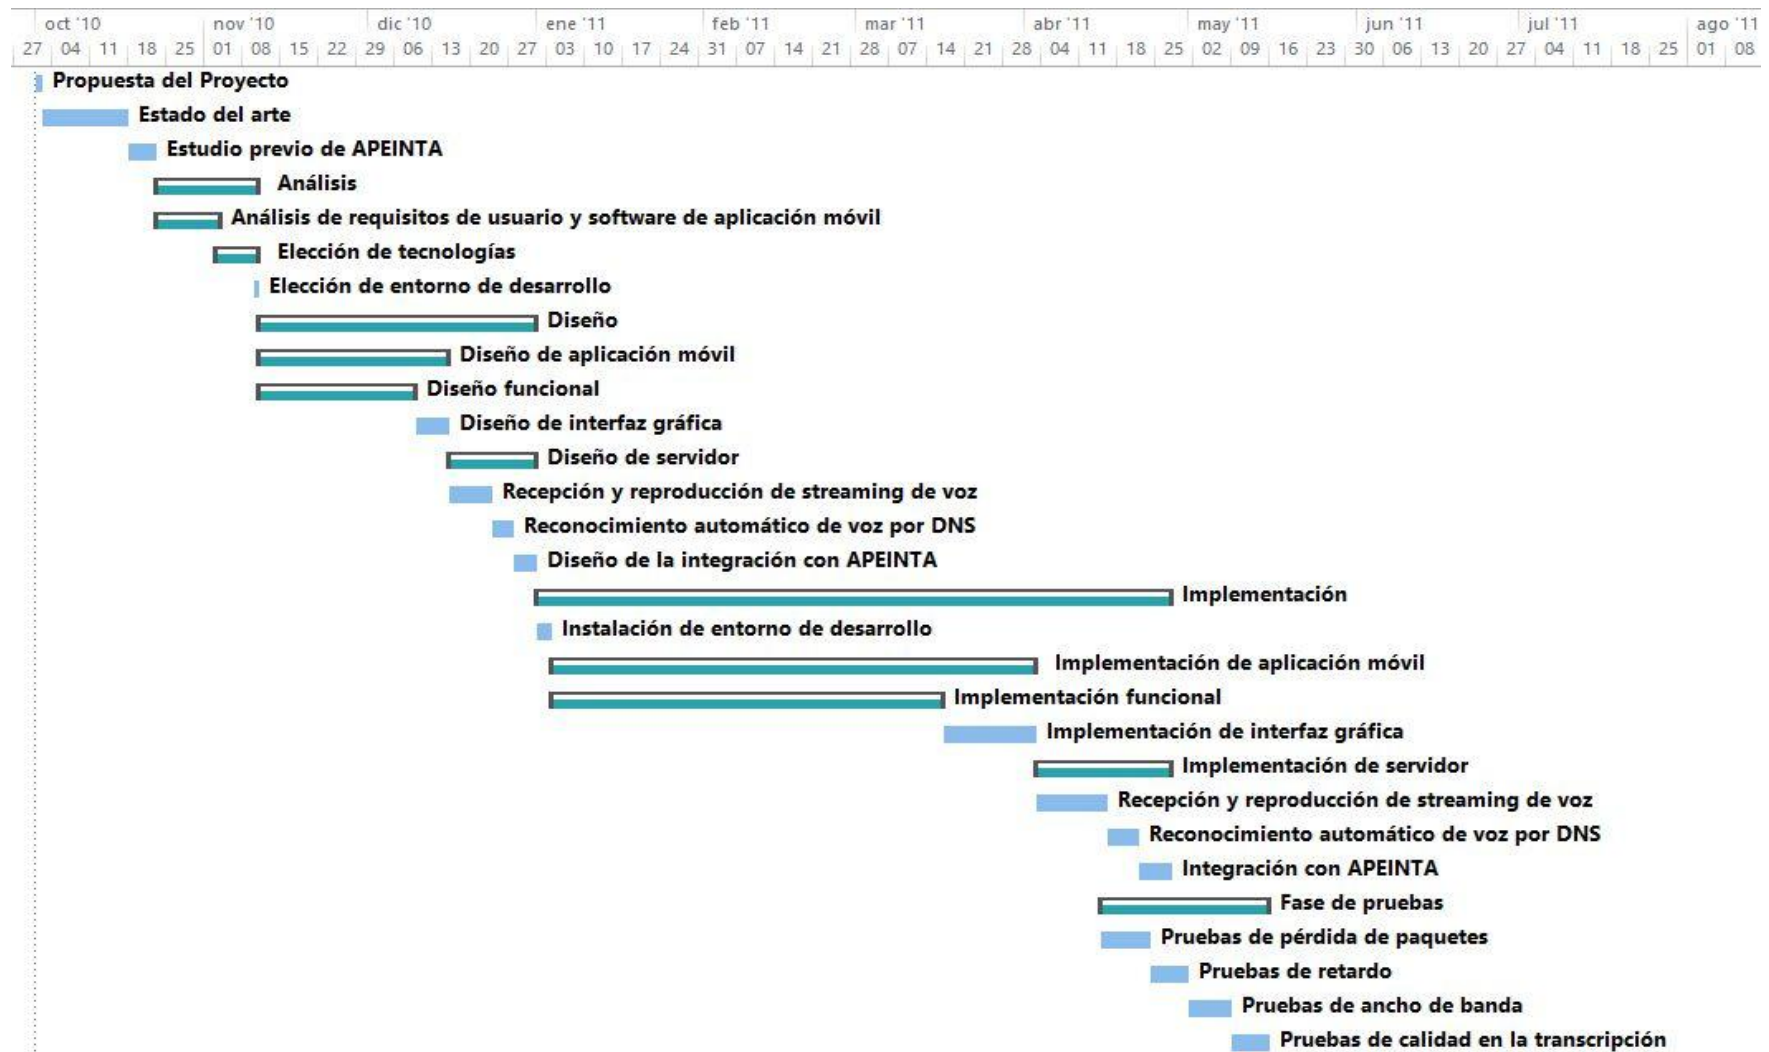 oct '10 nov '10 dic '10 ene '11 feb '11 mar '11 abr '11 may '11 jun '11 jul '11 ago '11
27 04 11 18 25 01 08 15 22 29 06 13 20 27 03 10 17 24 31 07 14 21 28 07 14 21 28 04 11 18 25 02 09 16 23 30 06 13 20 27 04 11 18 25 01 08
Propuesta del Proyecto
Estado del arte
Estudio previo de APEINTA
Análisis
Análisis de requisitos de usuario y software de aplicación móvil
Elección de tecnologías
Elección de entorno de desarrollo
Diseño
Diseño de aplicación móvil
Diseño funcional
Diseño de interfaz gráfica
Diseño de servidor
Recepción y reproducción de streaming de voz
Reconocimiento automático de voz por DNS
Diseño de la integración con APEINTA
Implementación
Instalación de entorno de desarrollo
Implementación de aplicación móvil
Implementación funcional
Implementación de interfaz gráfica
Implementación de servidor
Recepción y reproducción de streaming de voz
Reconocimiento automático de voz por DNS
Integración con APEINTA
Fase de pruebas
Pruebas de pérdida de paquetes
Pruebas de retardo
Pruebas de ancho de banda
Pruebas de calidad en la transcripción